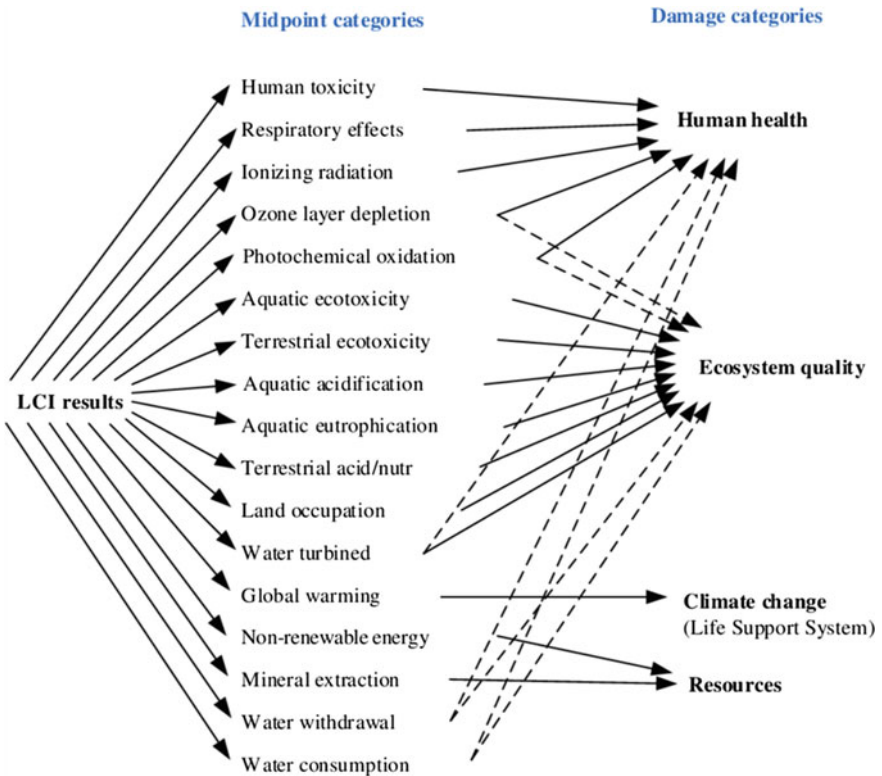 Midpoint categories
Damage categories
Human toxicity
Respiratory effects
Human health
Ionizing radiation
Ozone layer depletion
Photochemical oxidation
Aquatic ecotoxicity
Terrestrial ecotoxicity
Ecosystem quality
Aquatic acidification
LCI results
Aquatic eutrophication
Terrestrial acid/nutr
Land occupation
Water turbined
Global warming
Climate change
(Life Support System)
Non-renewable energy
Mineral extraction
Resources
Water withdrawal
Water consumption